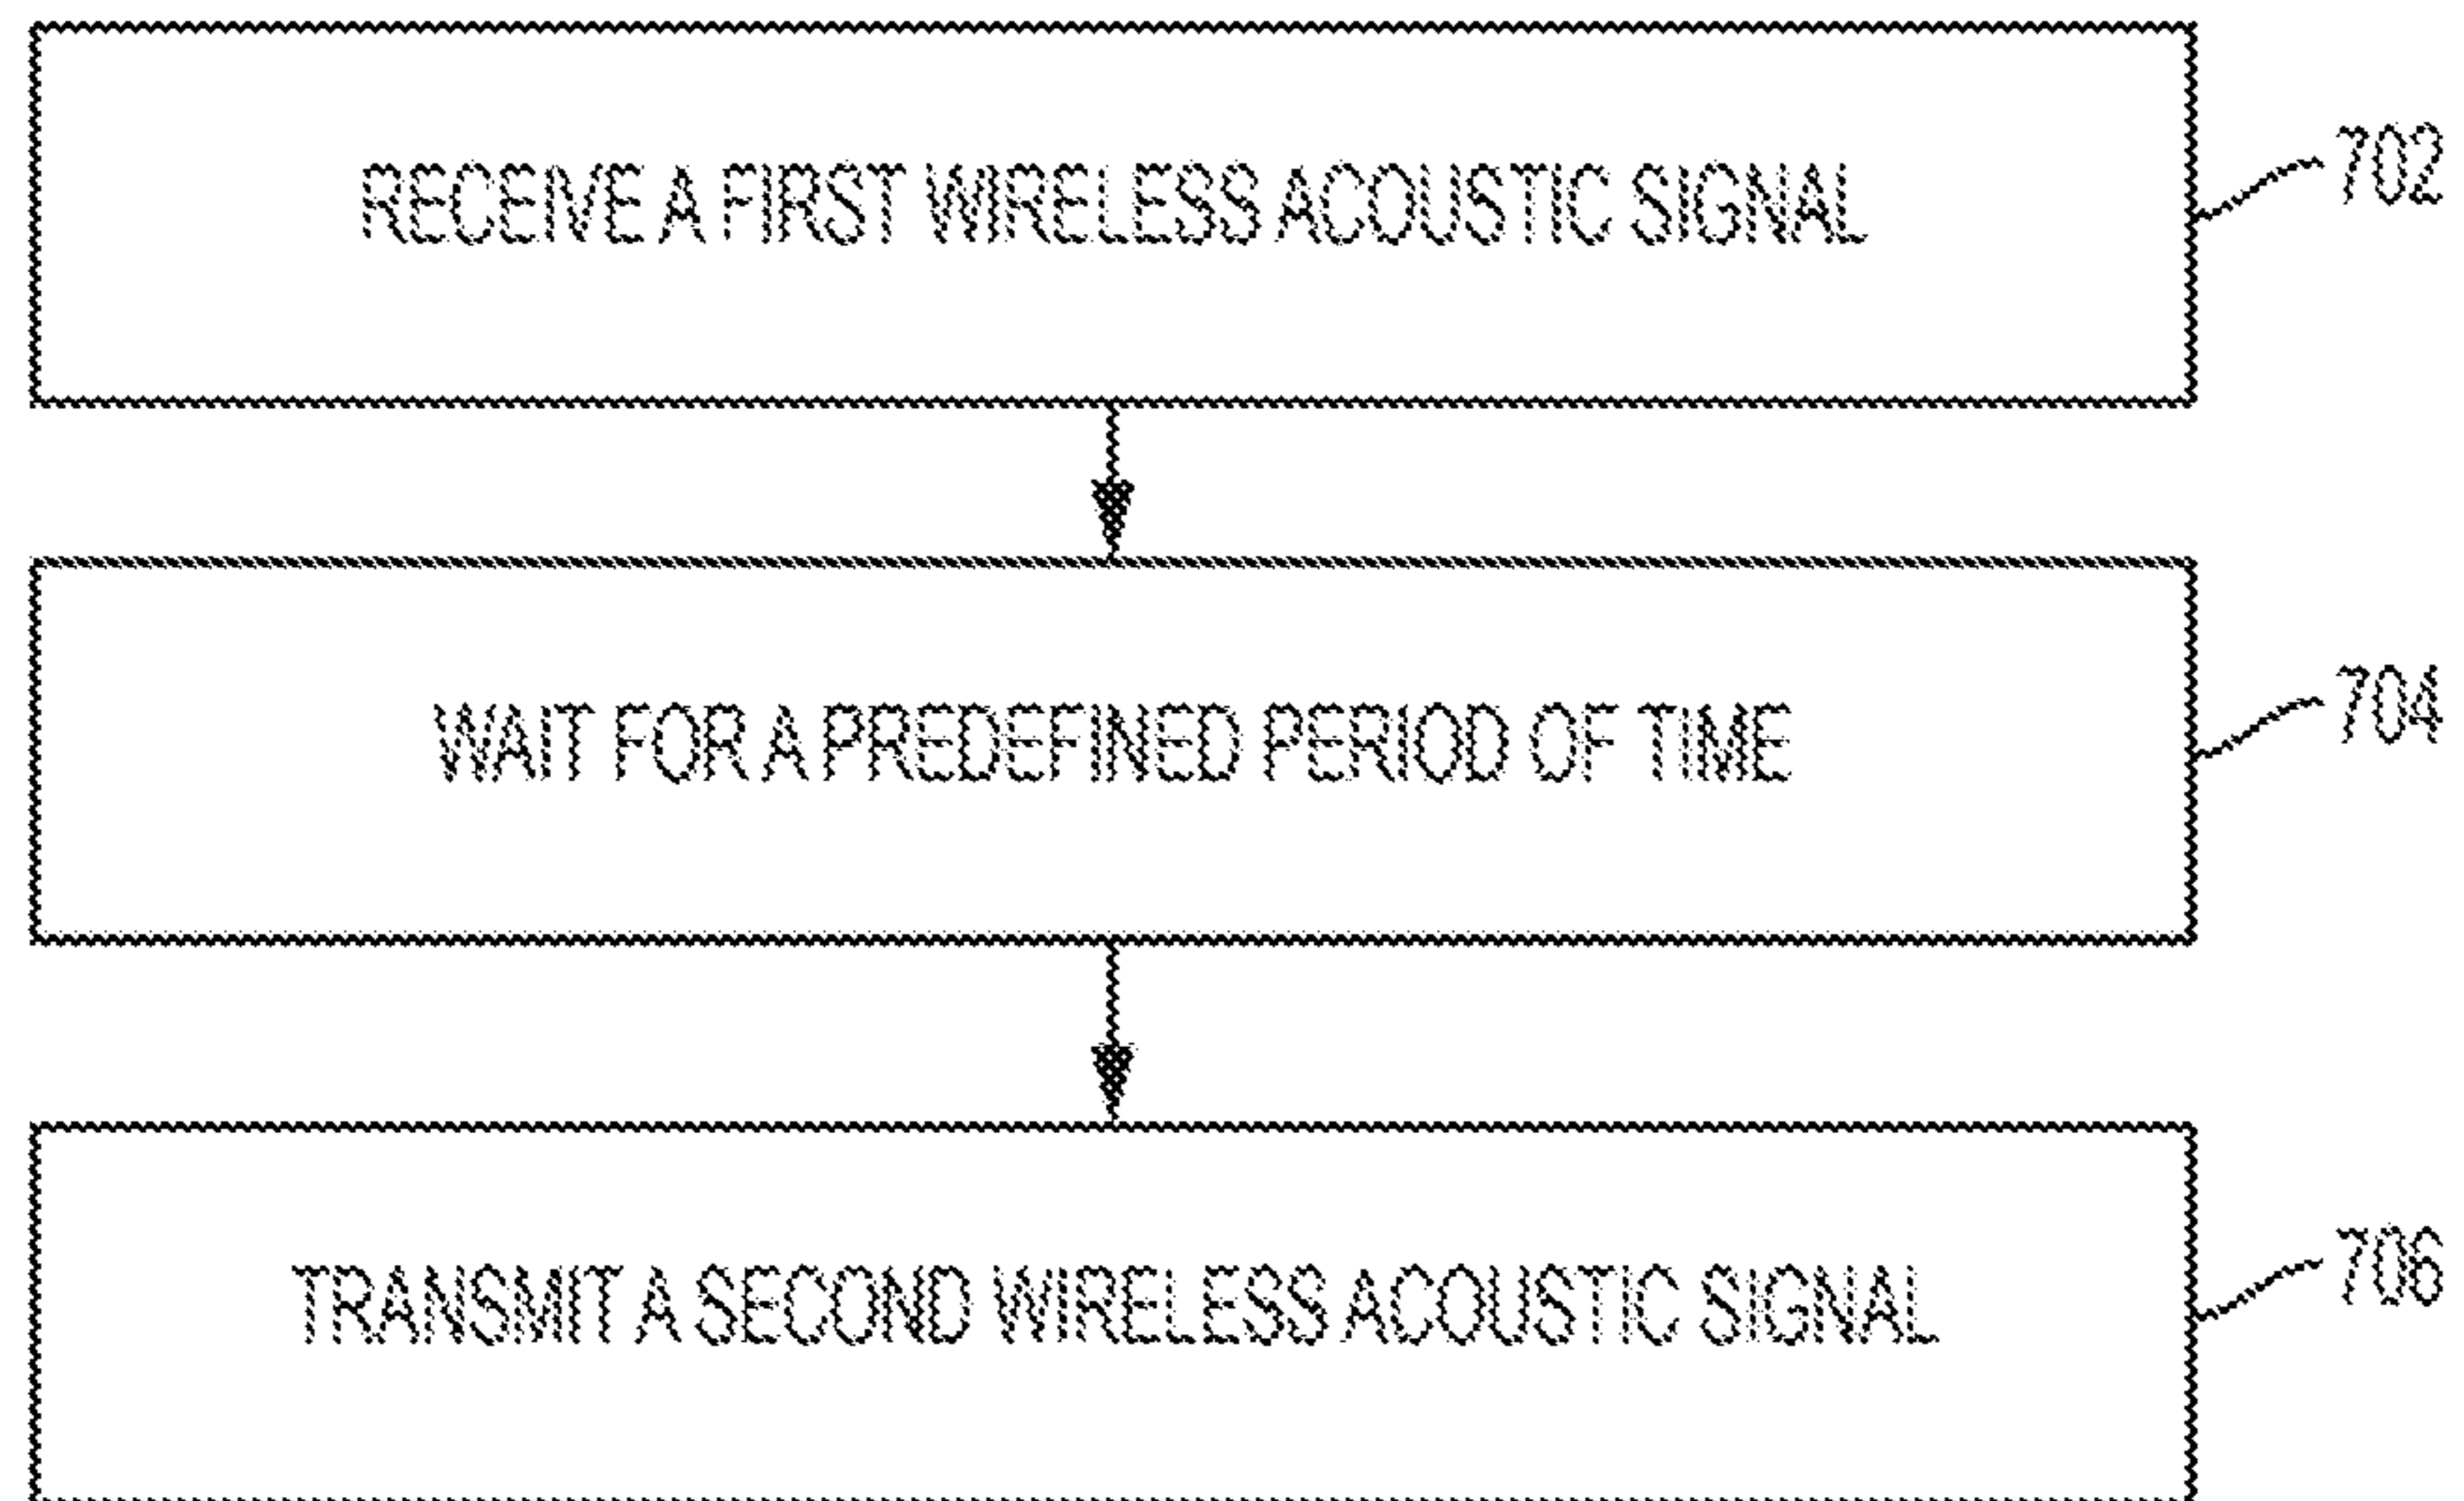 RECEIVE A FIRST WIRELESS ACOUSTIC SIGNAL
702
WAIT FOR A PREDEFINED PERIOD OF TIME
704
TRANSMIT A SECOND WIRELESS ACOUSTIC SIGNAL
706